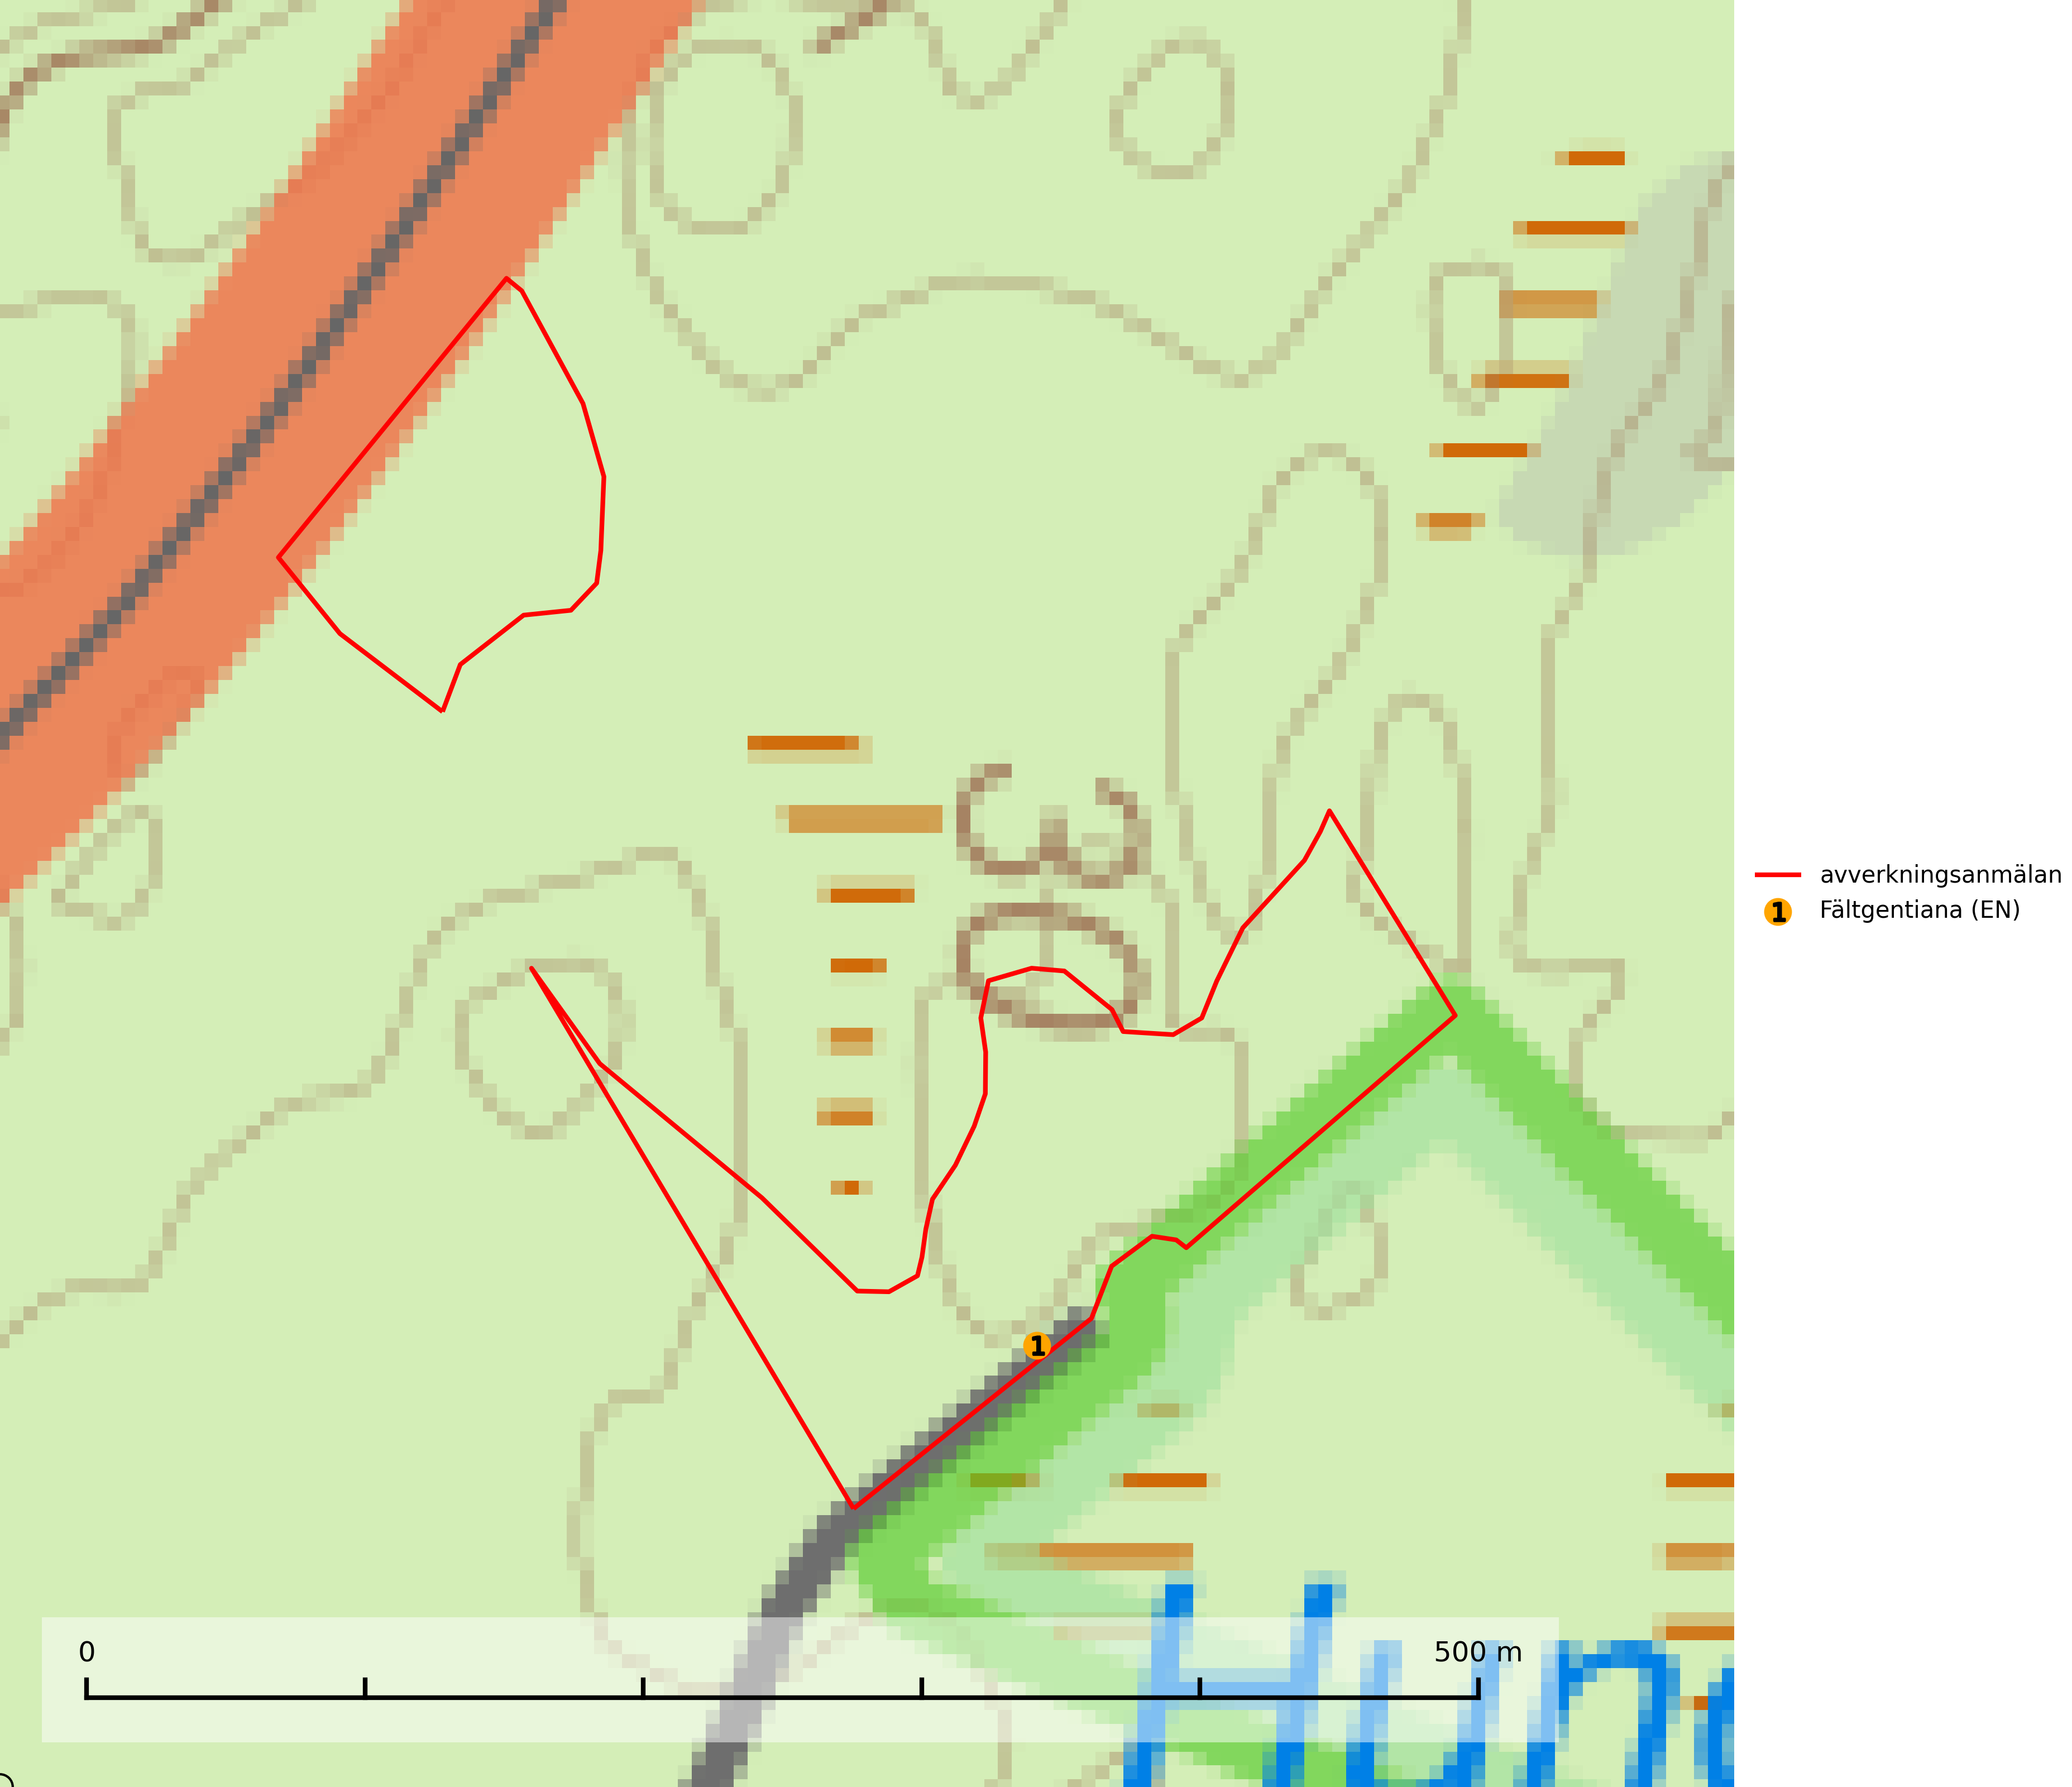 avverkningsanmälan
1 Fältgentiana (EN)
1
0 500 m